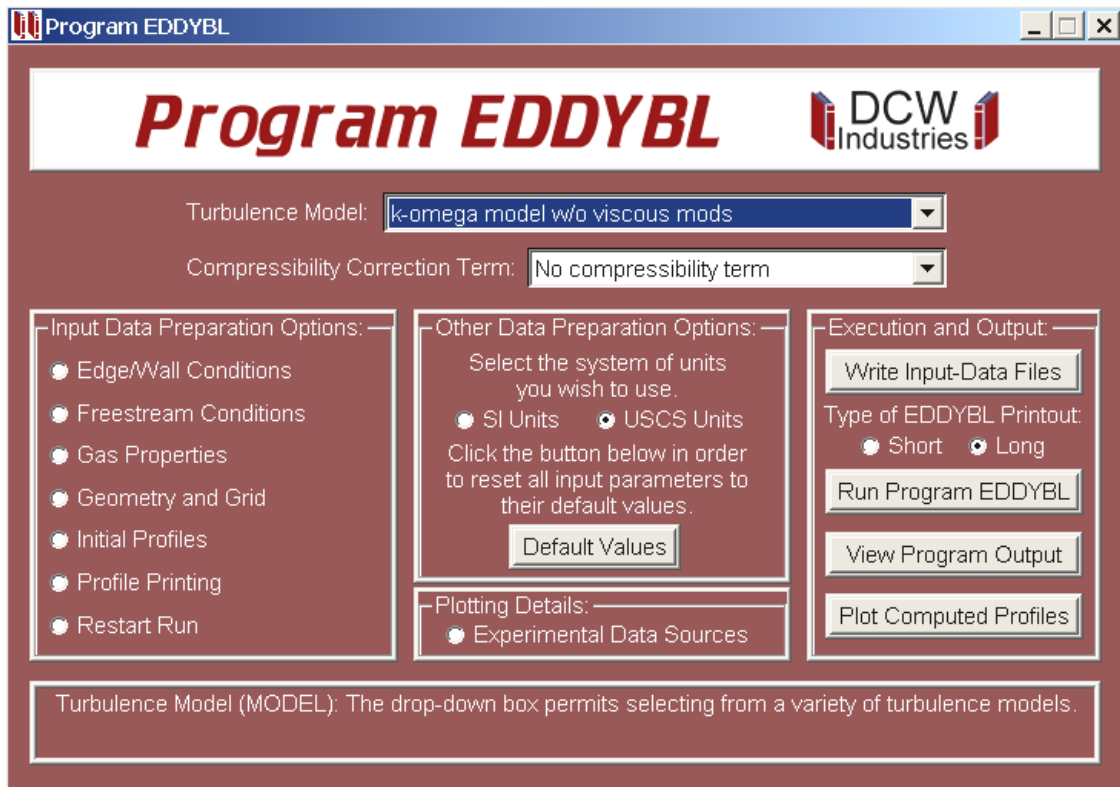 Program EDDYBL
Program EDDYBL
DCW
Industries
Turbulence Model: k-omega model w/o viscous mods
Compressibility Correction Term: No compressibility term
Input Data Preparation Options:
Edge/Wall Conditions
Freestream Conditions
Gas Properties
Geometry and Grid
Initial Profiles
Profile Printing
Restart Run
Other Data Preparation Options:
Select the system of units
you wish to use.
SI Units USCS Units
Click the button below in order
to reset all input parameters to
their default values.
Default Values
Plotting Details:
Experimental Data Sources
Execution and Output:
Write Input-Data Files
Type of EDDYBL Printout:
Short Long
Run Program EDDYBL
View Program Output
Plot Computed Profiles
Turbulence Model (MODEL): The drop-down box permits selecting from a variety of turbulence models.